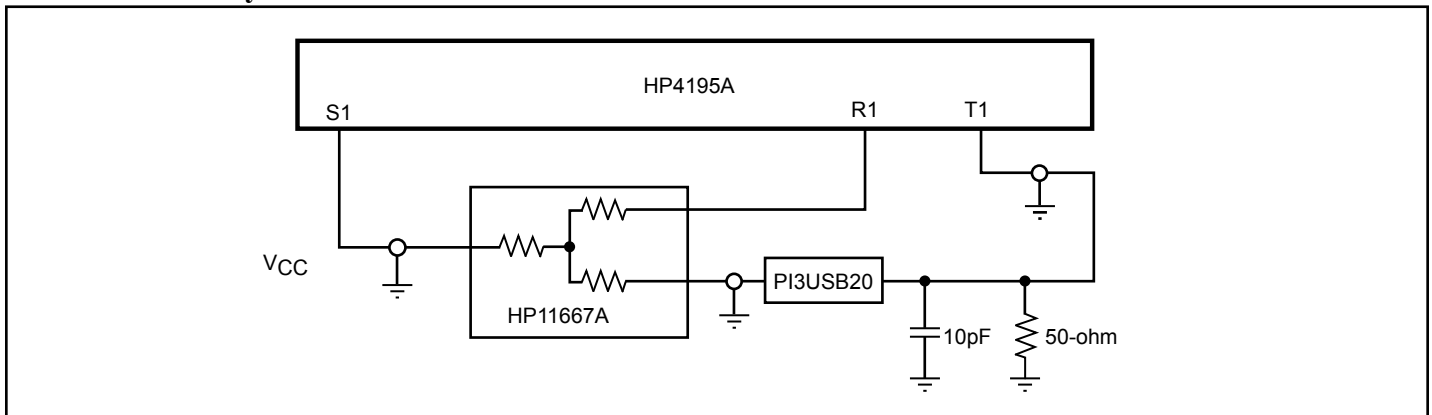 HP4195A
S1
R1
T1
VCC
HP11667A
PI3USB20
10pF
50-ohm